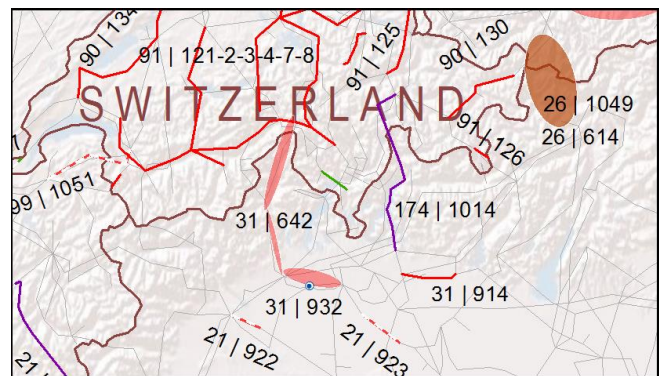 90 | 134
91 | 121-2-3-4-7-8
91 | 125
90 | 130
SWITZERLAND
26 | 1049
26 | 614
91 | 126
99 | 1051
31 | 642
174 | 1014
31 | 932
31 | 914
21 | 922
21 | 923